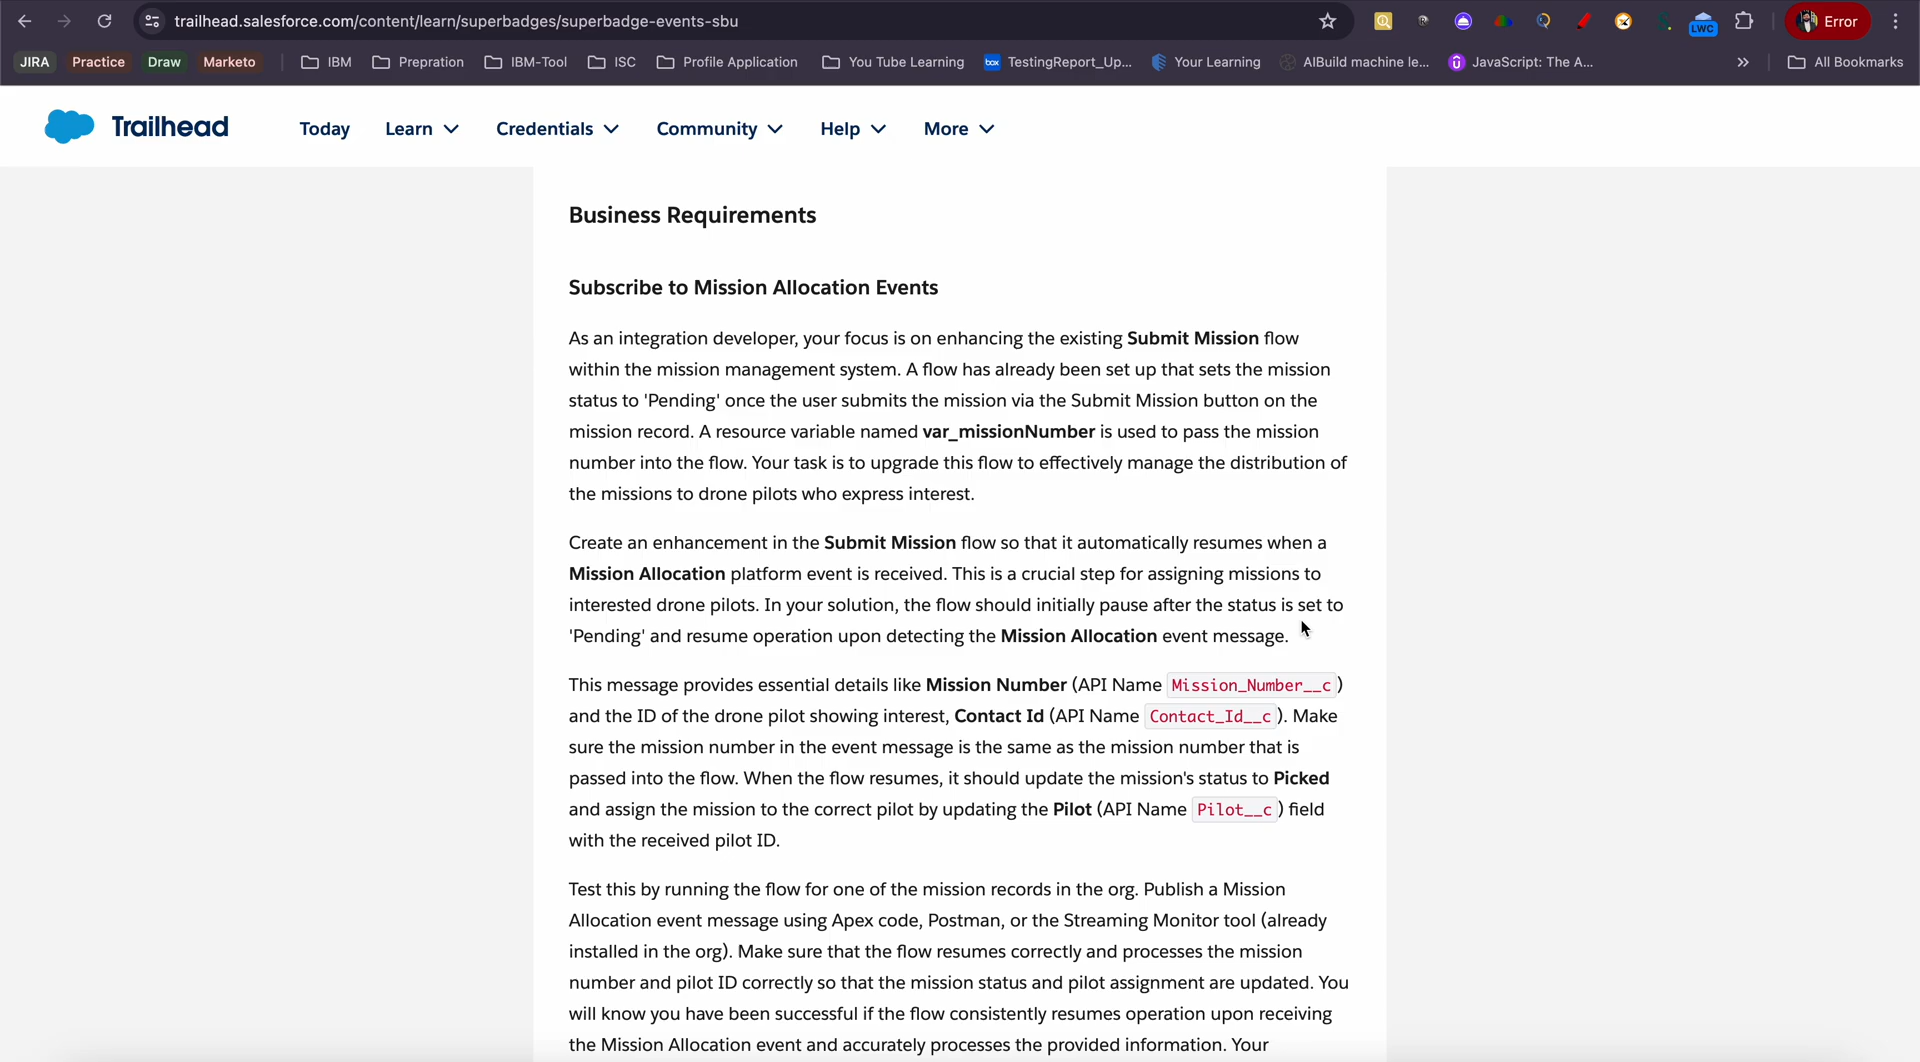 trailhead.salesforce.com/content/learn/superbadges/superbadge-events-sbu
LWC
Error
JIRA Practice Draw Marketo IBM Prepration IBM-Tool ISC Profile Application You Tube Learning box TestingReport_Up... Your Learning AIBuild machine le... JavaScript: The A... » All Bookmarks
Trailhead Today Learn Credentials Community Help More
Business Requirements
Subscribe to Mission Allocation Events
As an integration developer, your focus is on enhancing the existing Submit Mission flow
within the mission management system. A flow has already been set up that sets the mission
status to 'Pending' once the user submits the mission via the Submit Mission button on the
mission record. A resource variable named var_missionNumber is used to pass the mission
number into the flow. Your task is to upgrade this flow to effectively manage the distribution of
the missions to drone pilots who express interest.
Create an enhancement in the Submit Mission flow so that it automatically resumes when a
Mission Allocation platform event is received. This is a crucial step for assigning missions to
interested drone pilots. In your solution, the flow should initially pause after the status is set to
'Pending' and resume operation upon detecting the Mission Allocation event message.
This message provides essential details like Mission Number (API Name Mission_Number__c)
and the ID of the drone pilot showing interest, Contact Id (API Name Contact_Id__c). Make
sure the mission number in the event message is the same as the mission number that is
passed into the flow. When the flow resumes, it should update the mission's status to Picked
and assign the mission to the correct pilot by updating the Pilot (API Name Pilot__c) field
with the received pilot ID.
Test this by running the flow for one of the mission records in the org. Publish a Mission
Allocation event message using Apex code, Postman, or the Streaming Monitor tool (already
installed in the org). Make sure that the flow resumes correctly and processes the mission
number and pilot ID correctly so that the mission status and pilot assignment are updated. You
will know you have been successful if the flow consistently resumes operation upon receiving
the Mission Allocation event and accurately processes the provided information. Your